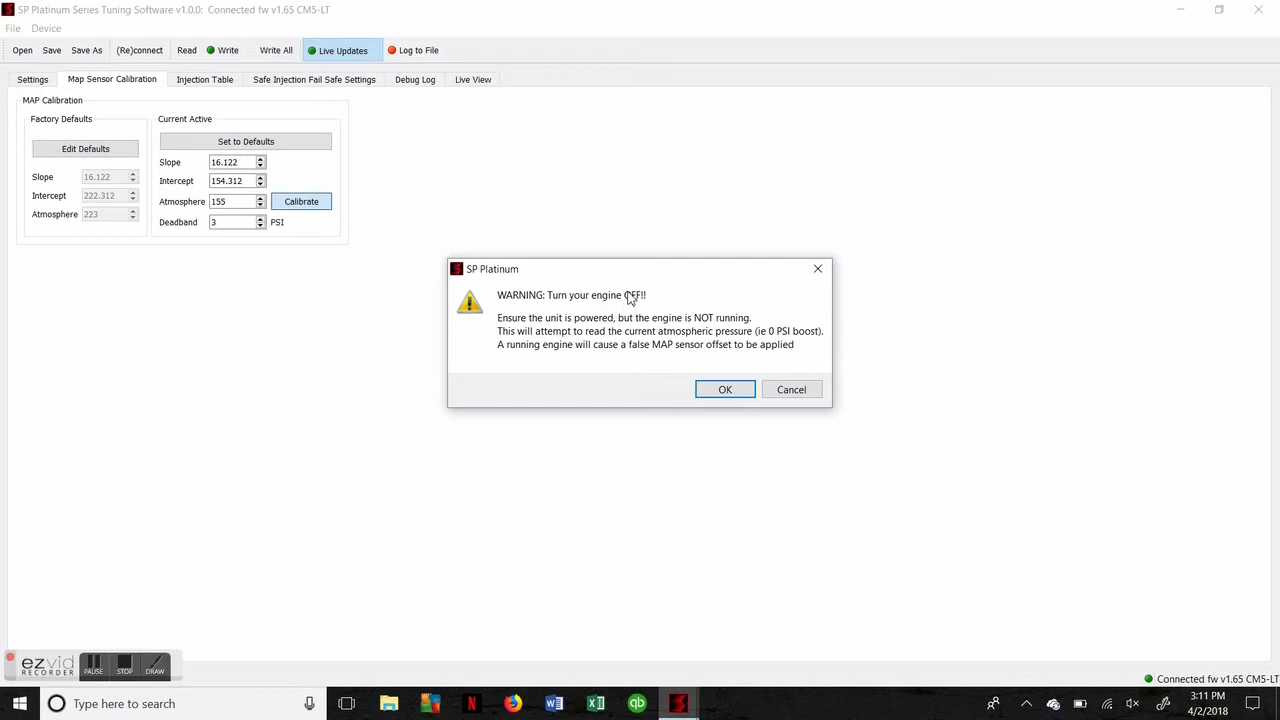 SP Platinum Series Tuning Software v1.0.0: Connected fw v1.65 CM5-LT
File Device
Open Save Save As (Re)connect Read Write Write All Live Updates Log to File
Settings Map Sensor Calibration Injection Table Safe Injection Fail Safe Settings Debug Log Live View
MAP Calibration
Factory Defaults
Edit Defaults
Slope 16.122
Intercept 222.312
Atmosphere 223
Current Active
Set to Defaults
Slope 16.122
Intercept 154.312
Atmosphere 155 Calibrate
Deadband 3 PSI
SP Platinum
WARNING: Turn your engine OFF!!
Ensure the unit is powered, but the engine is NOT running.
This will attempt to read the current atmospheric pressure (ie 0 PSI boost).
A running engine will cause a false MAP sensor offset to be applied
OK Cancel
ezvid
RECORDER
PAUSE STOP DRAW
Connected fw v1.65 CM5-LT
Type here to search
3:11 PM
4/2/2018